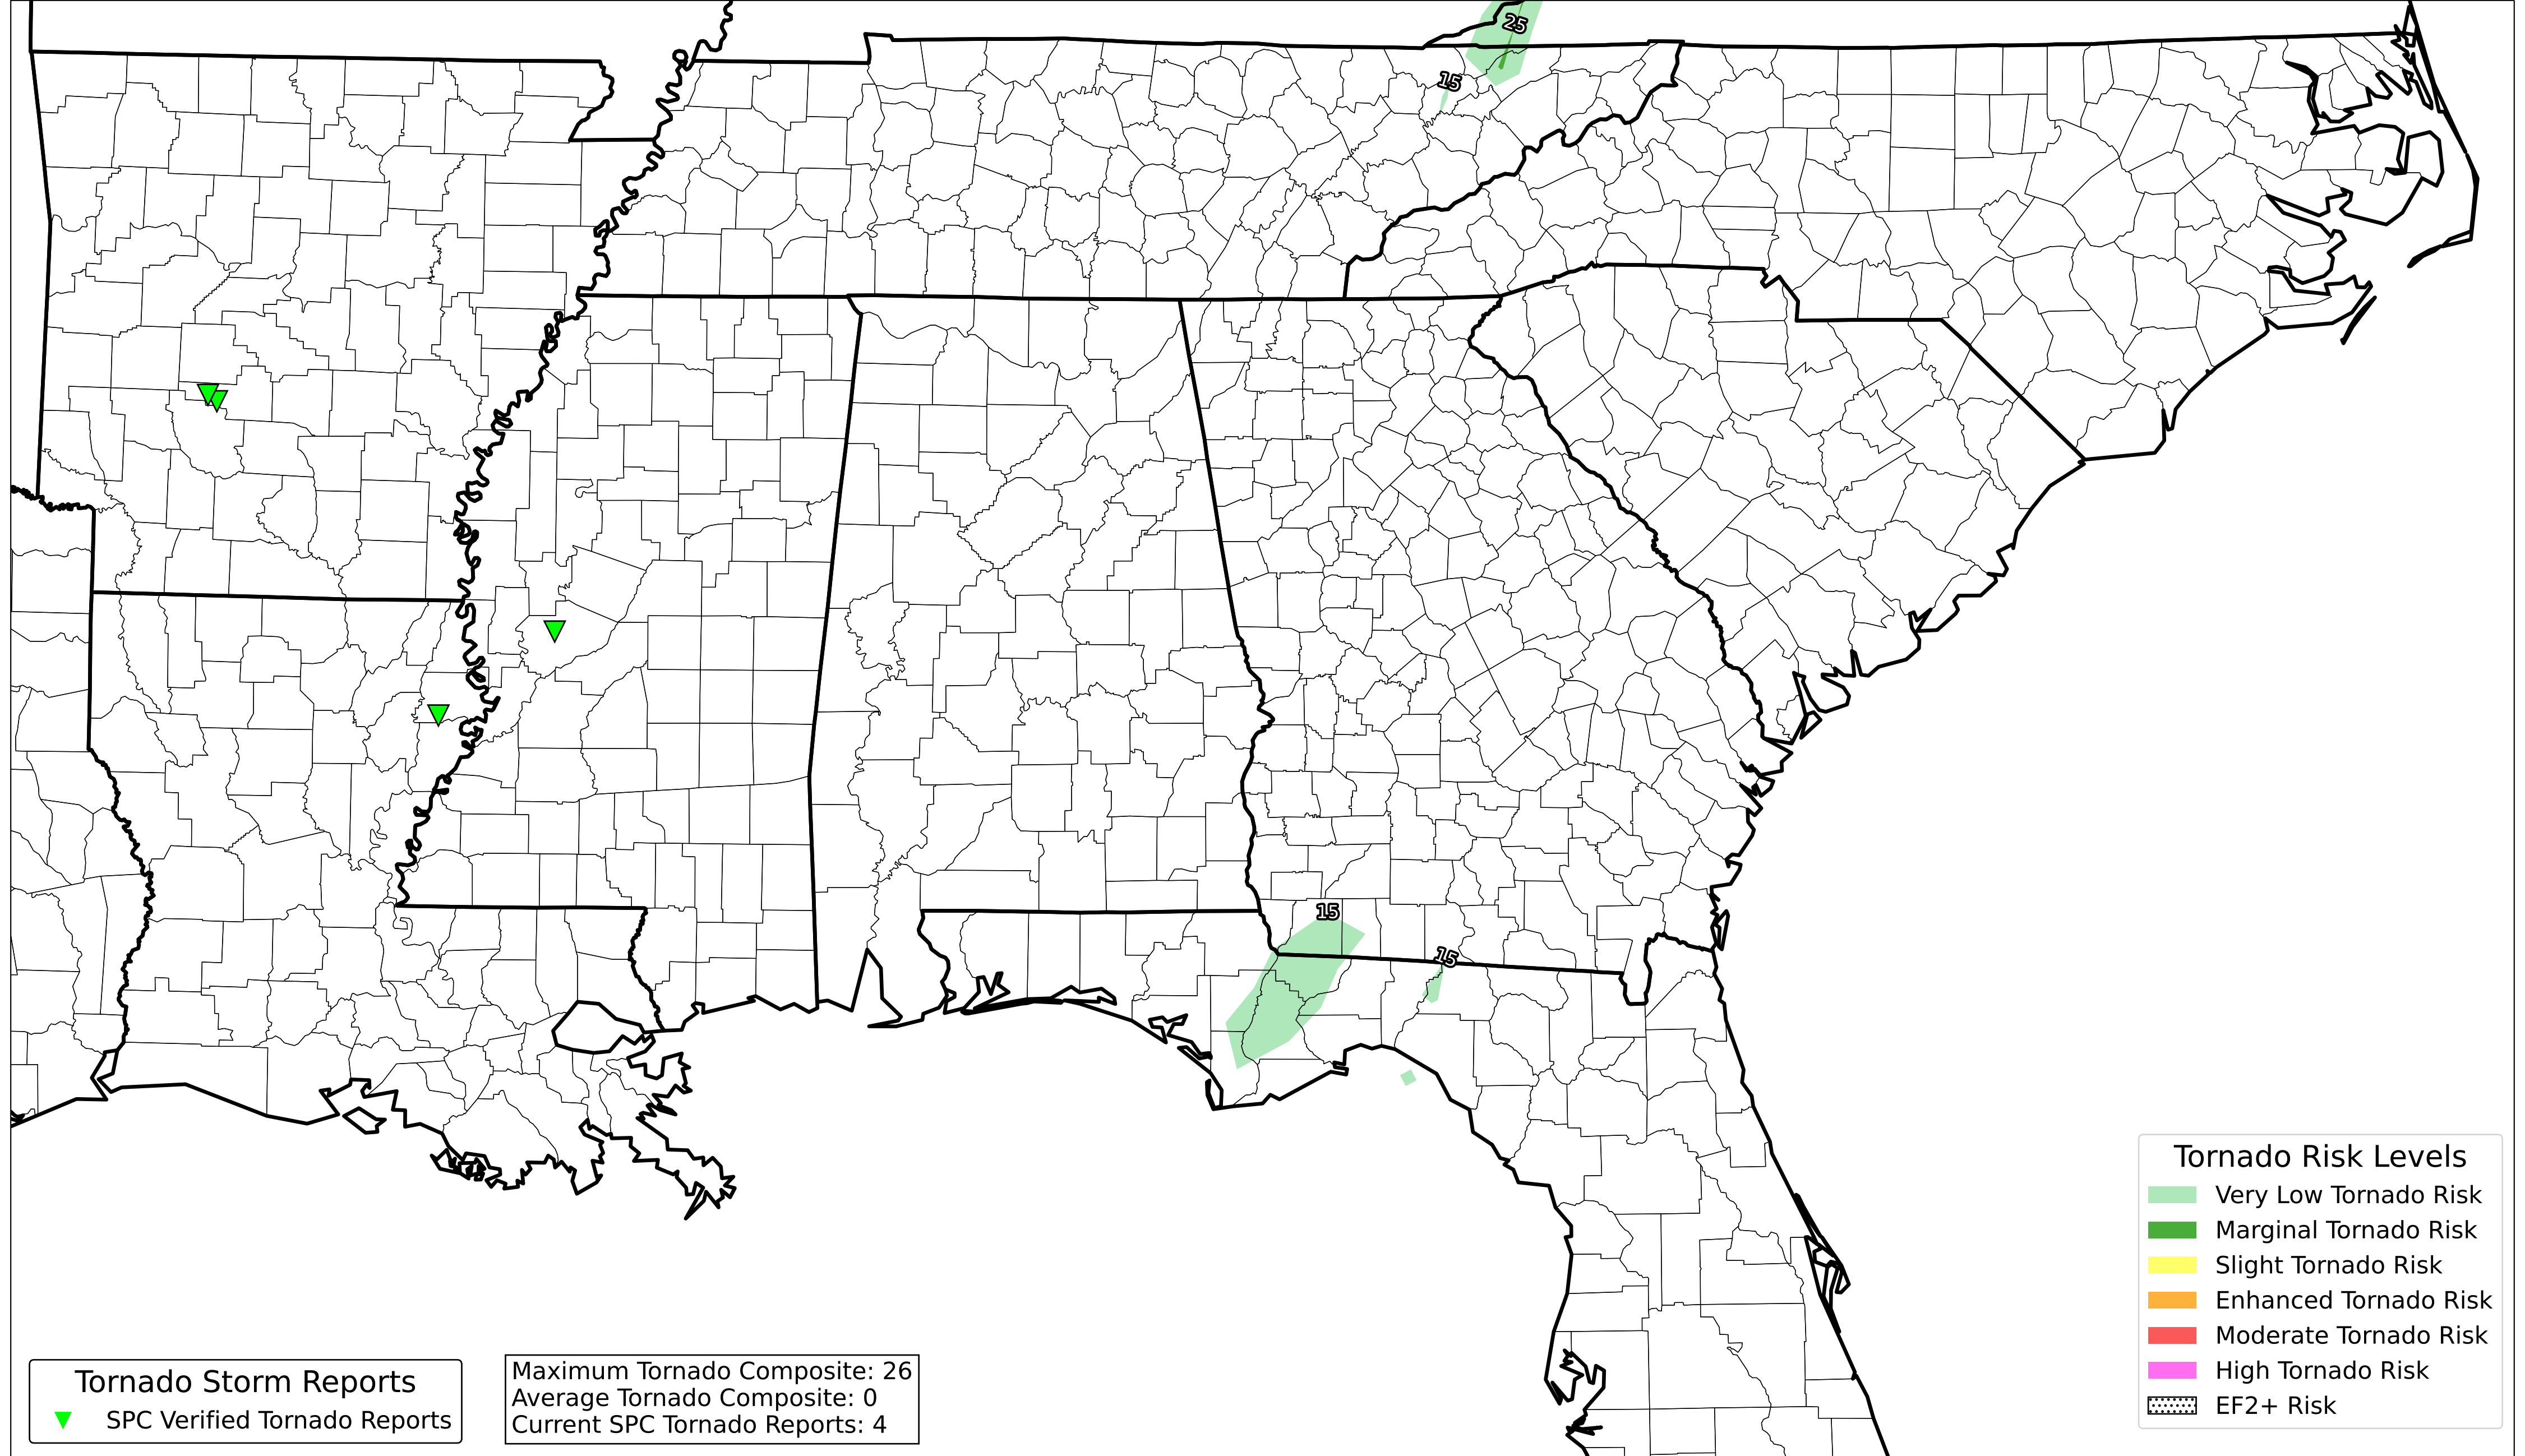 25
15
15
15
Tornado Risk Levels
Very Low Tornado Risk
Marginal Tornado Risk
Slight Tornado Risk
Enhanced Tornado Risk
Moderate Tornado Risk
High Tornado Risk
EF2+ Risk
Tornado Storm Reports
SPC Verified Tornado Reports
Maximum Tornado Composite: 26
Average Tornado Composite: 0
Current SPC Tornado Reports: 4